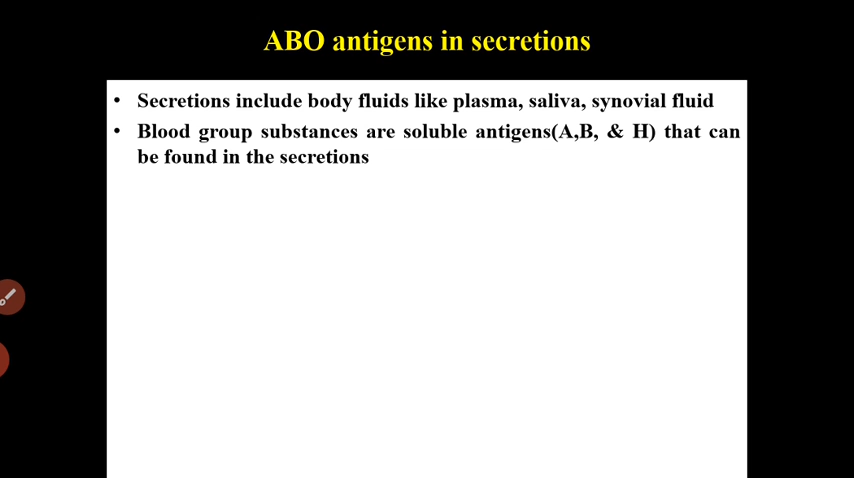 ABO antigens in secretions
• Secretions include body fluids like plasma, saliva, synovial fluid
• Blood group substances are soluble antigens(A,B, & H) that can
be found in the secretions